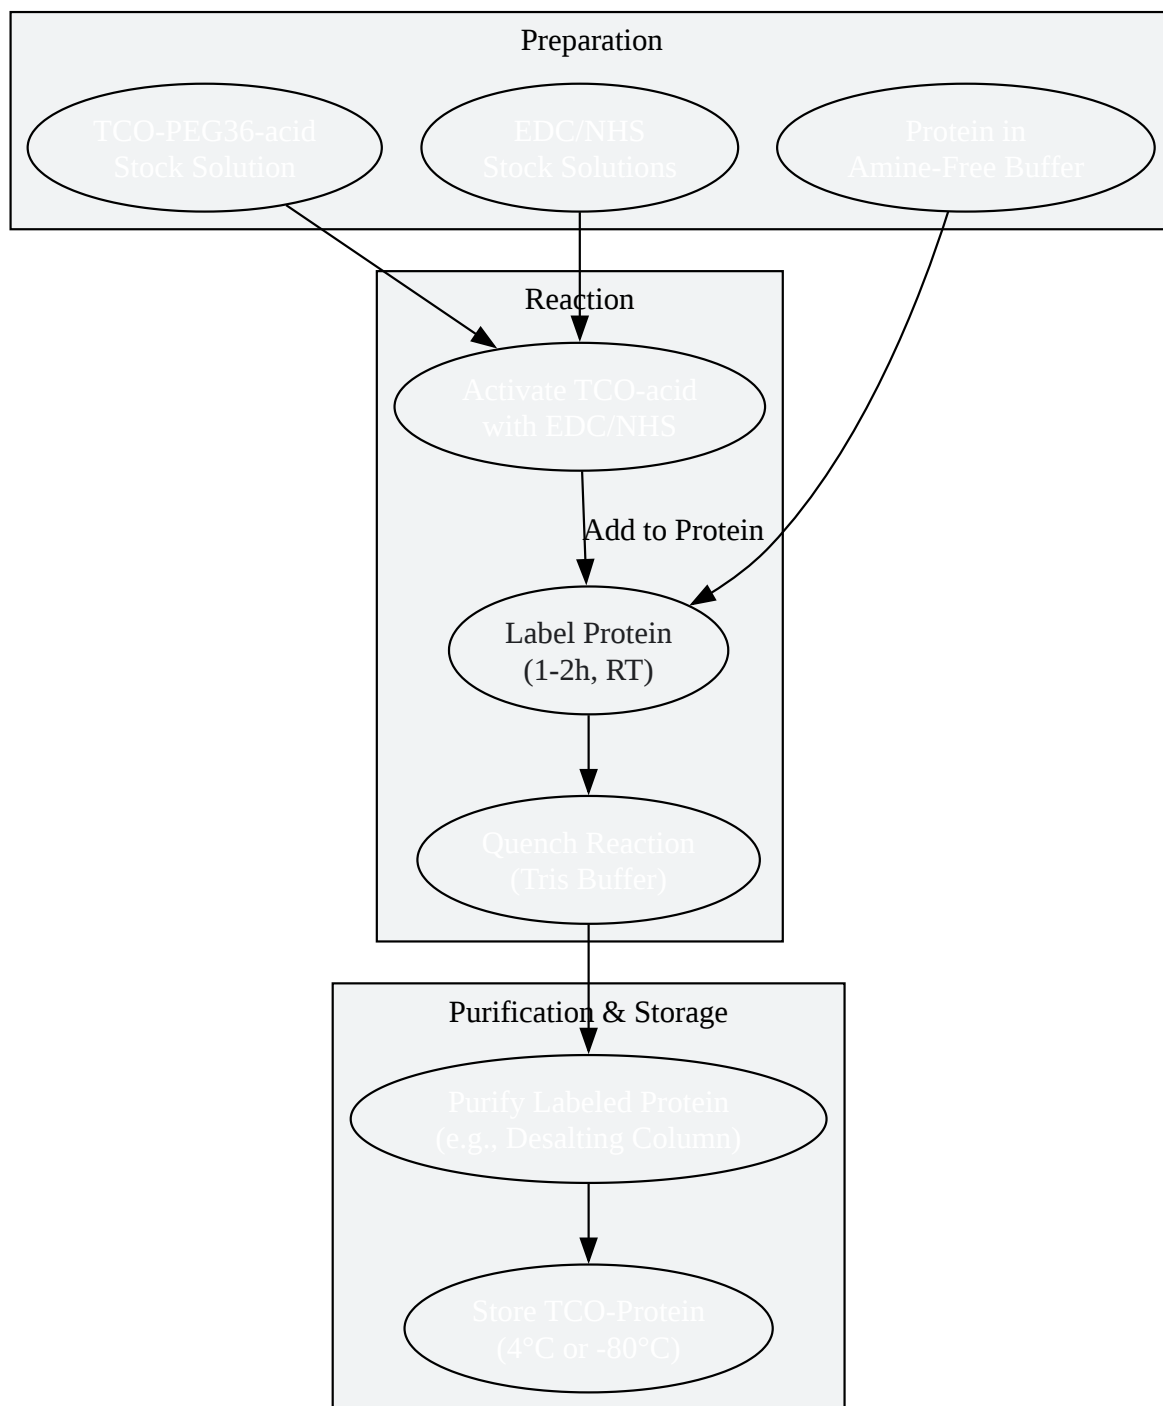 Preparation
TCO-PEG36-acid
Stock Solution
EDC/NHS
Stock Solutions
Protein in
Amine-Free Buffer
Reaction
Activate TCO-acid
with EDC/NHS
Add to Protein
Label Protein
(1-2h, RT)
Quench Reaction
(Tris Buffer)
Purification & Storage
Purify Labeled Protein
(e.g., Desalting Column)
Store TCO-Protein
(4°C or -80°C)